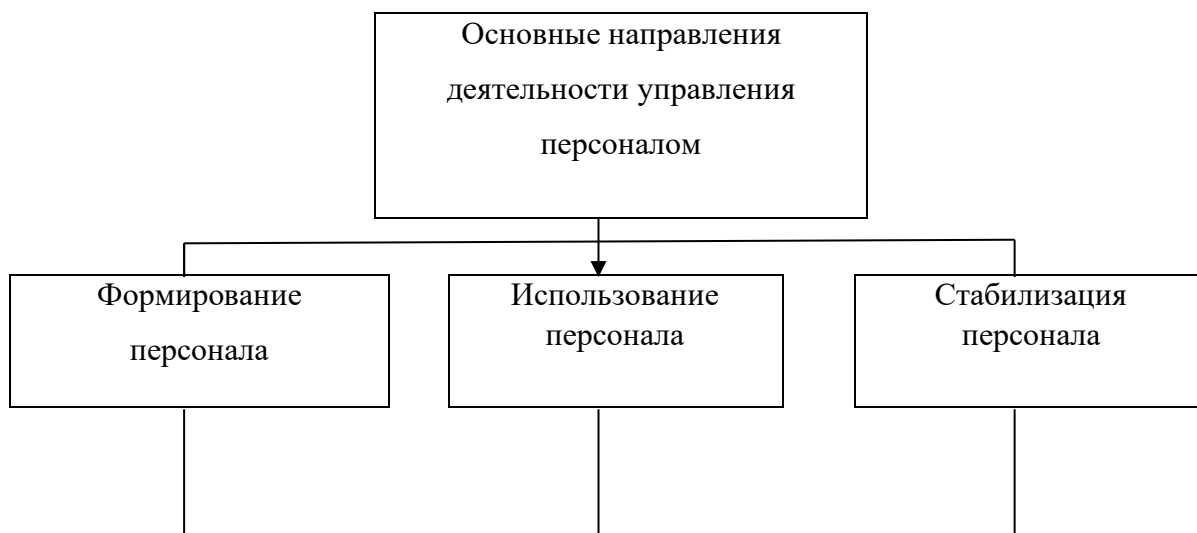 Основные направления
деятельности управления
персоналом
Формирование
персонала
Использование
персонала
Стабилизация
персонала